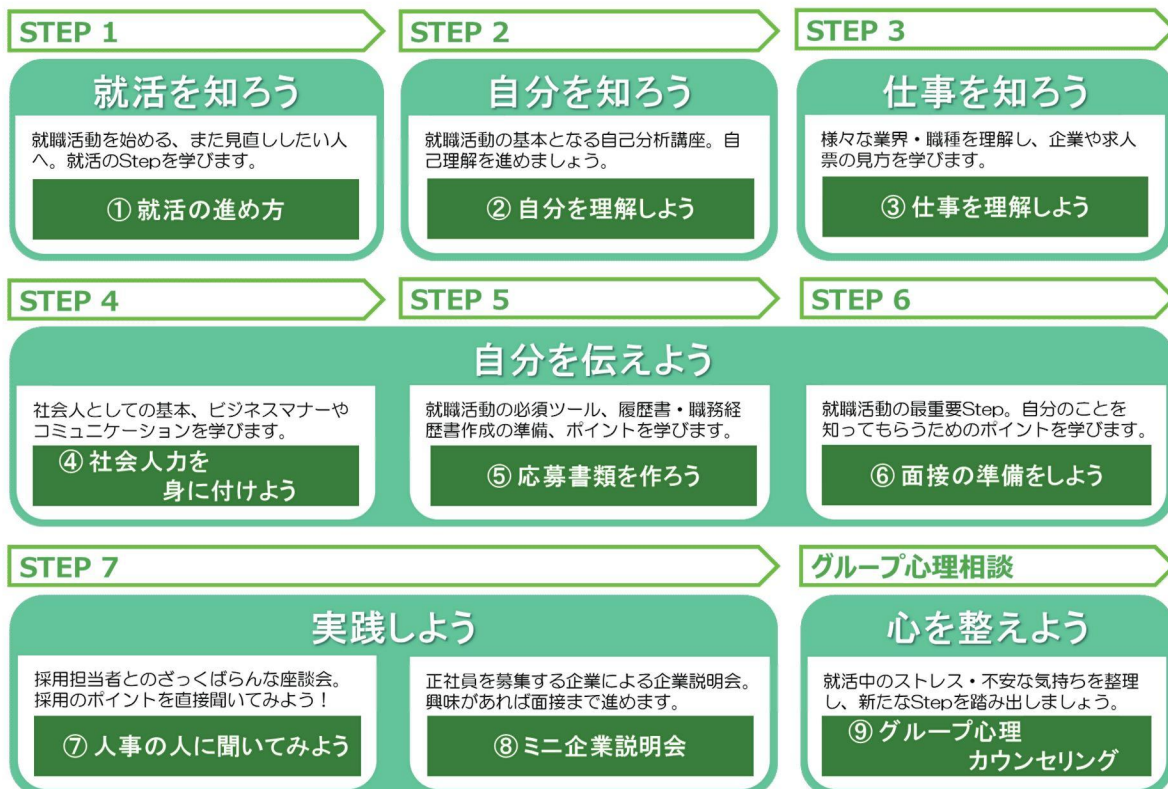 STEP 1
就活を知ろう
就職活動を始める、また見直ししたい人
へ。就活のStepを学びます。
① 就活の進め方
STEP 2
自分を知ろう
就職活動の基本となる自己分析講座。自
己理解を進めましょう。
② 自分を理解しよう
STEP 3
仕事を知ろう
様々な業界・職種を理解し、企業や求人
票の見方を学びます。
③ 仕事を理解しよう
STEP 4
STEP 5
STEP 6
自分を伝えよう
社会人としての基本、ビジネスマナーや
コミュニケーションを学びます。
④ 社会人力を
身に付けよう
就職活動の必須ツール、履歴書・職務経
歴書作成の準備、ポイントを学びます。
⑤ 応募書類を作ろう
就職活動の最重要Step。自分のことを
知ってもらうためのポイントを学びます。
⑥ 面接の準備をしよう
STEP 7
実践しよう
採用担当者とのざっくばらんな座談会。
採用のポイントを直接聞いてみよう！
⑦ 人事の人に聞いてみよう
正社員を募集する企業による企業説明会。
興味があれば面接まで進めます。
⑧ ミニ企業説明会
グループ心理相談
心を整えよう
就活中のストレス・不安な気持ちを整理
し、新たなStepを踏み出しましょう。
⑨ グループ心理
カウンセリング